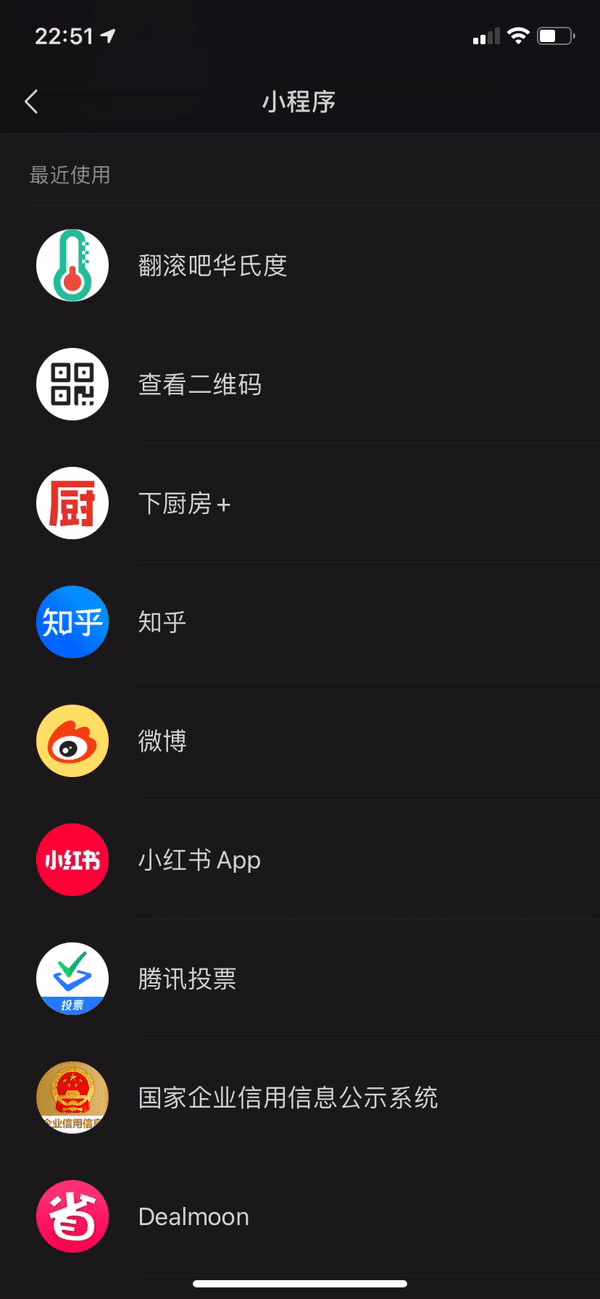 22:51
小程序
最近使用
翻滚吧华氏度
查看二维码
厨
下厨房+
知乎
知乎
微博
小红书
小红书 App
投票
腾讯投票
企业信用信息
国家企业信用信息公示系统
省
Dealmoon